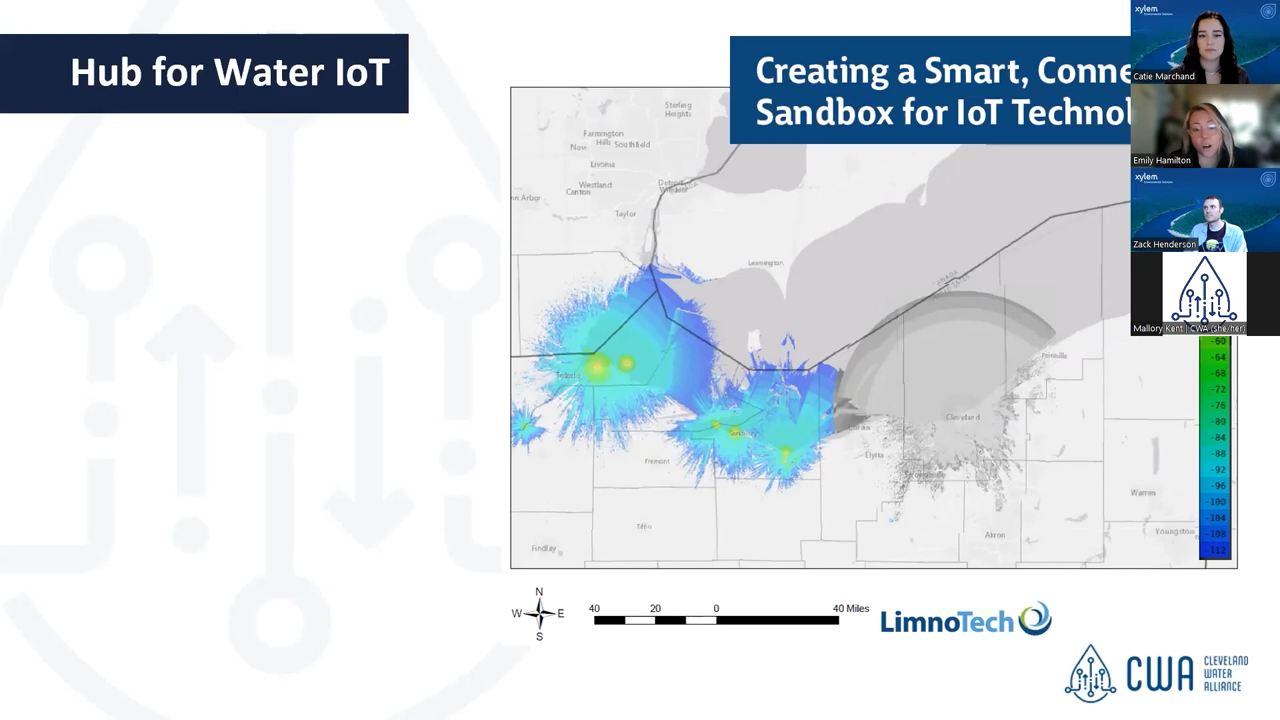 Hub for Water IoT
Creating a Smart, Conne
Sandbox for IoT Technol
xylem
Catie Marchand
Emily Hamilton
xylem
Zack Henderson
Mallory Kent | CWA (she/her)
Sterling
Heights
Farmington
Hills
Novi
Southfield
Livonia
Westland
Canton
Detroit
Windsor
nn Arbor
Taylor
Leamington
CANADA
Toledo
Sandusky
Fremont
Lorain
Elyria
Cleveland
Painesville
Tiffin
Findlay
Akron
Warren
Youngstow
-60
-64
-68
-72
-76
-80
-84
-88
-92
-96
-100
-104
-108
-112
N
W
E
S
40
20
0
40 Miles
LimnoTech
CWA
CLEVELAND
WATER
ALLIANCE